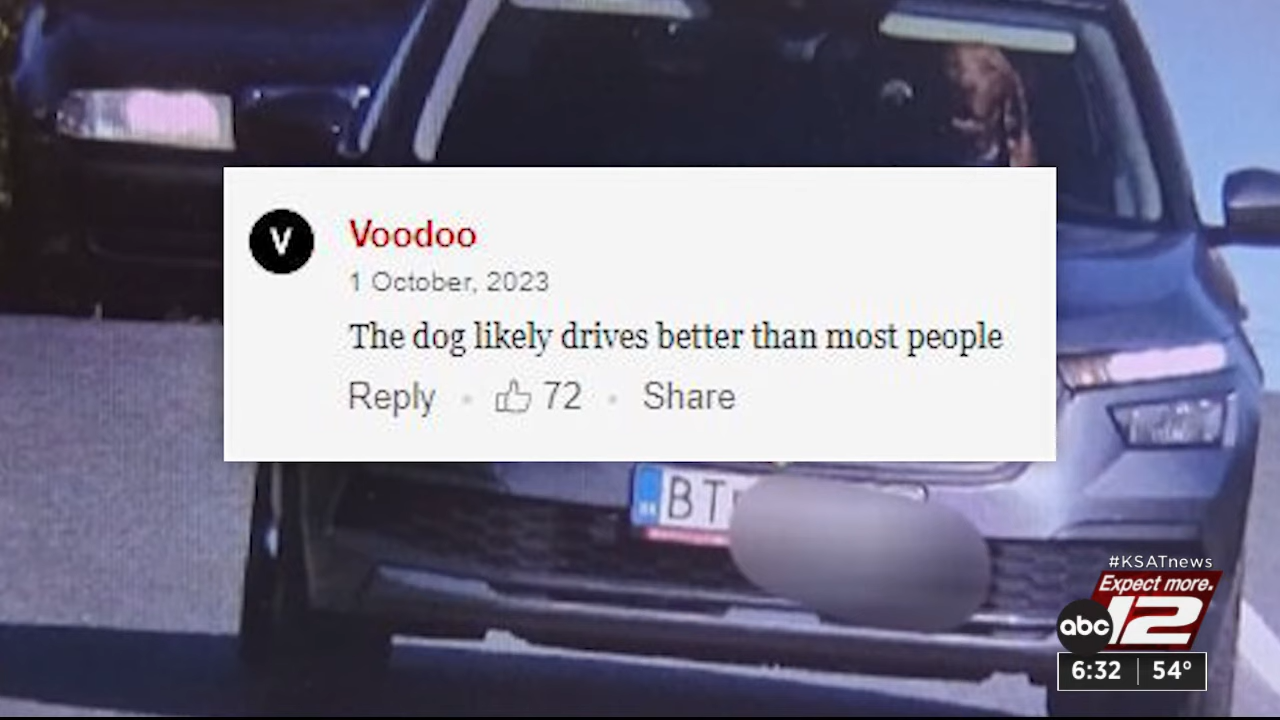 V
Voodoo
1 October, 2023
The dog likely drives better than most people
Reply • 72 • Share
BT
#KSATnews
Expect more.
abc 12
6:32 54°